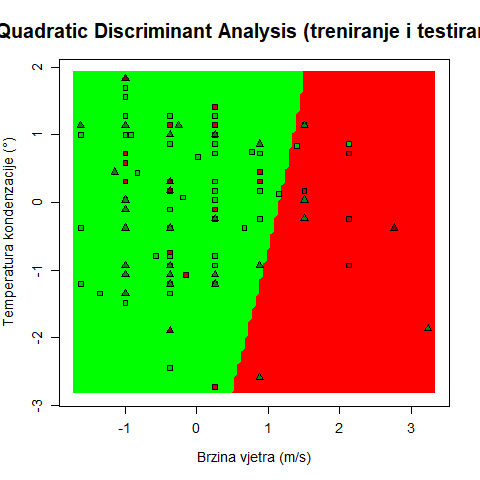 Quadratic Discriminant Analysis (treniranje i testiran
Temperatura kondenzacije (°)
2
1
0
-1
-2
-3
-1 0 1 2 3
Brzina vjetra (m/s)